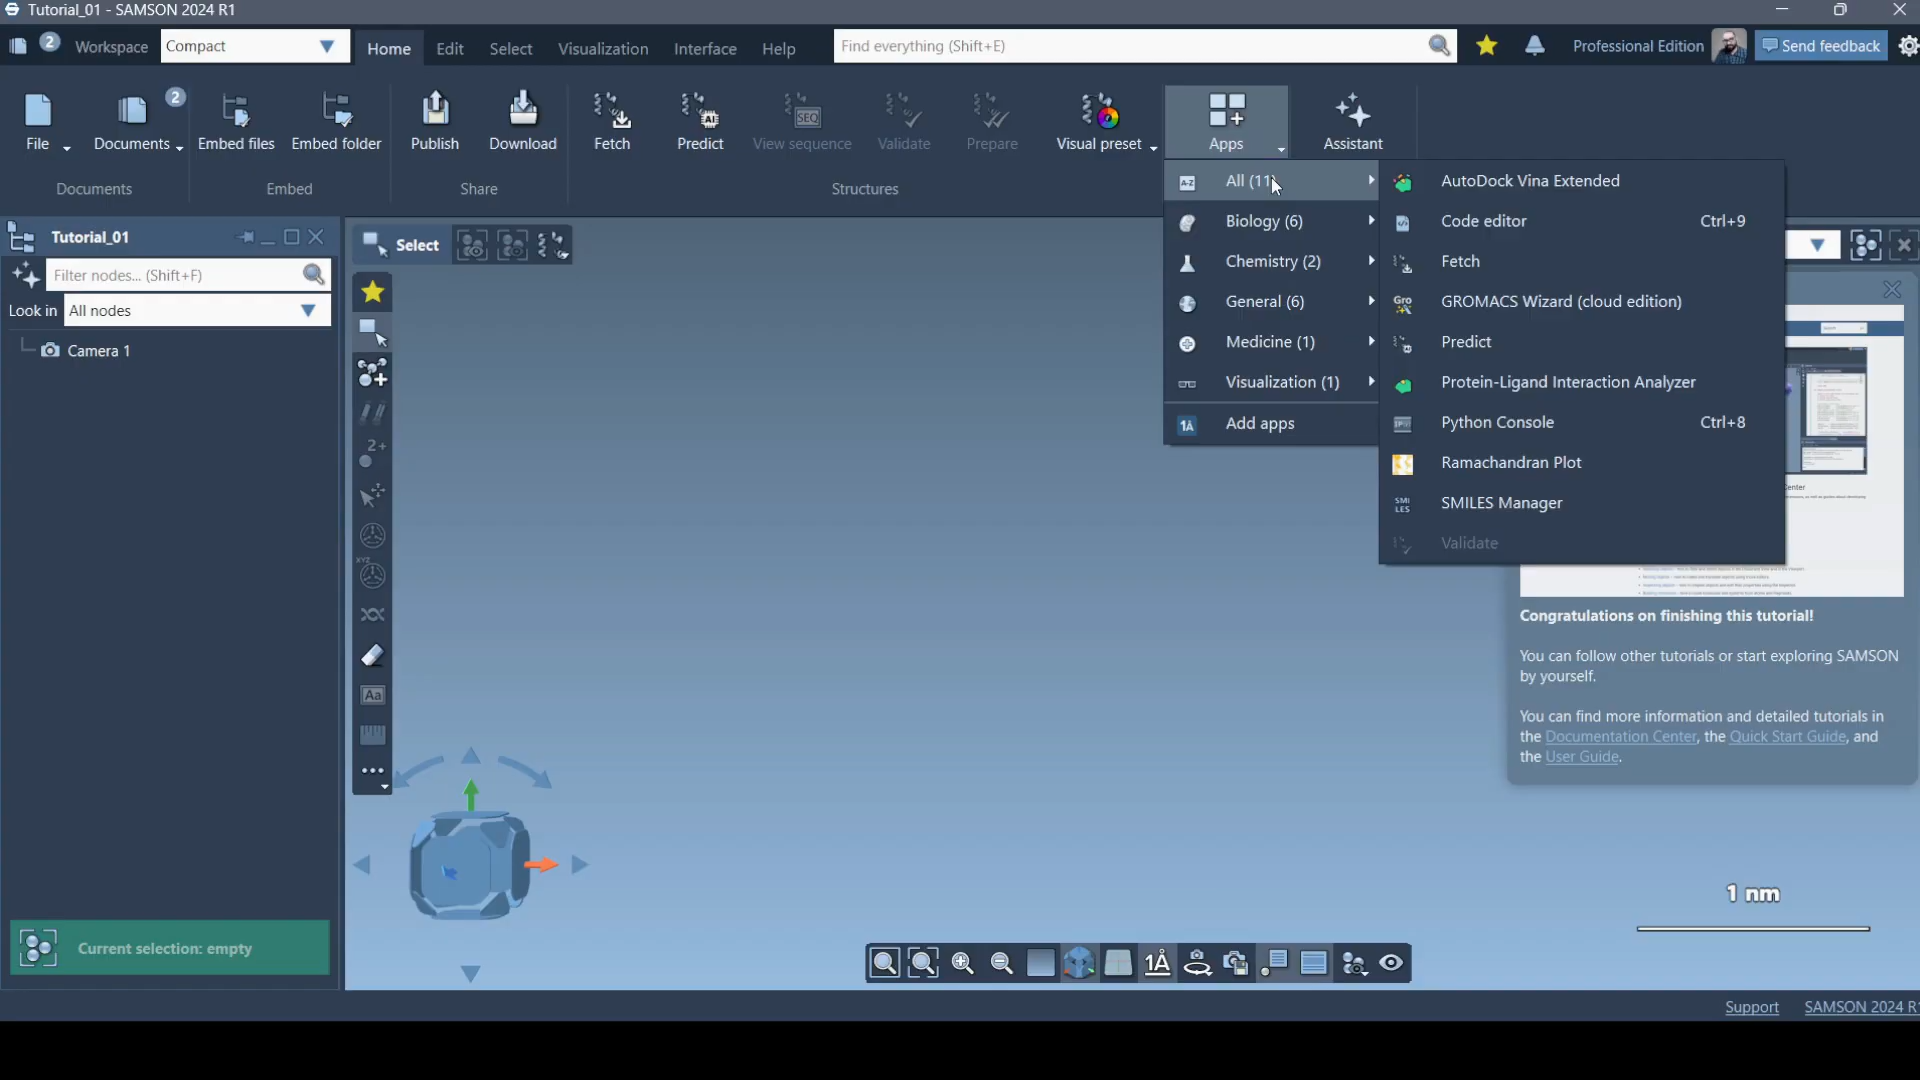 Tutorial_01 - SAMSON 2024 R1
2 Workspace Compact Home Edit Select Visualization Interface Help Find everything (Shift+E) Professional Edition Send feedback
2
File Documents Embed files Embed folder Publish Download Fetch Predict View sequence Validate Prepare Visual preset Apps Assistant
Documents Embed Share Structures
All (11)
Biology (6)
Chemistry (2)
General (6)
Medicine (1)
Visualization (1)
Add apps
AutoDock Vina Extended
Code editor Ctrl+9
Fetch
GROMACS Wizard (cloud edition)
Predict
Protein-Ligand Interaction Analyzer
Python Console Ctrl+8
Ramachandran Plot
SMILES Manager
Validate
Tutorial_01
Filter nodes... (Shift+F)
Look in All nodes
Camera 1
Current selection: empty
Select
Congratulations on finishing this tutorial!
You can follow other tutorials or start exploring SAMSON
by yourself.
You can find more information and detailed tutorials in
the Documentation Center, the Quick Start Guide, and
the User Guide.
1 nm
1Å
Support SAMSON 2024 R